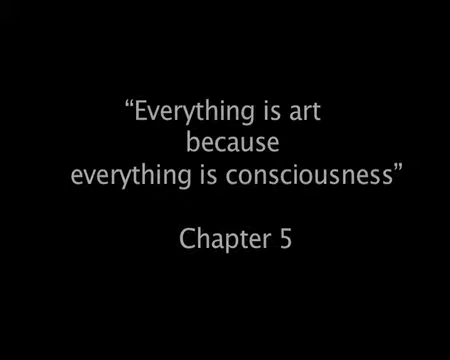 “Everything is art
because
everything is consciousness”
Chapter 5